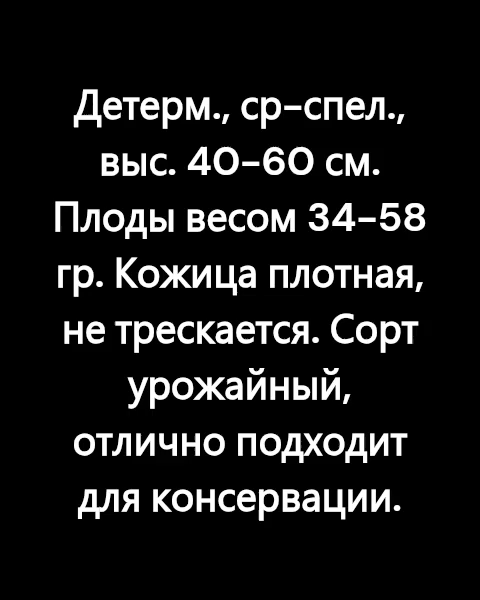 Детерм., ср-спел.,
выс. 40-60 см.
Плоды весом 34-58
гр. Кожица плотная,
не трескается. Сорт
урожайный,
отлично подходит
для консервации.